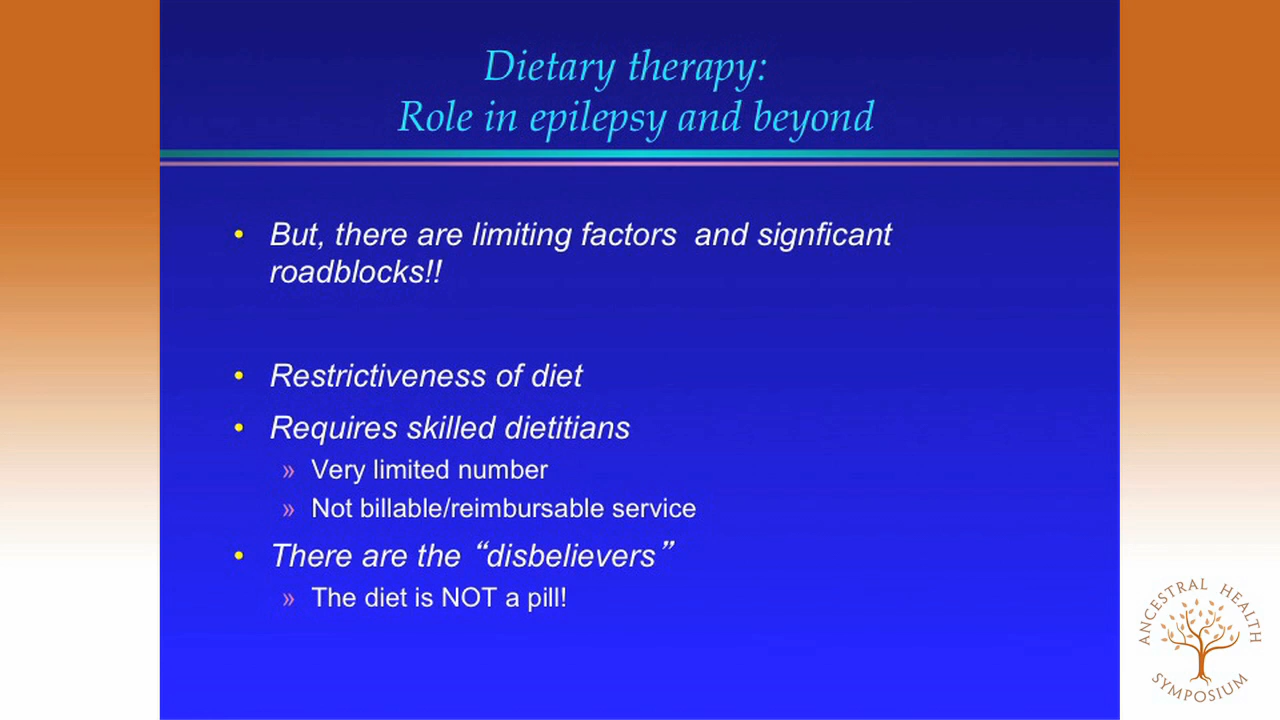 Dietary therapy:
Role in epilepsy and beyond
• But, there are limiting factors and signficant
roadblocks!!
• Restrictiveness of diet
• Requires skilled dietitians
» Very limited number
» Not billable/reimbursable service
• There are the “disbelievers”
» The diet is NOT a pill!
ANCESTRAL HEALTH
SYMPOSIUM